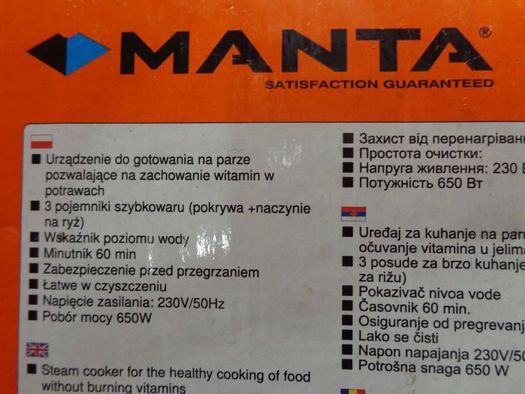 MANTA®
SATISFACTION GUARANTEED
Urządzenie do gotowania na parze
pozwalające na zachowanie witamin w
potrawach
3 pojemniki szybkowaru (pokrywa +naczynie
na ryż)
Wskaźnik poziomu wody
Minutnik 60 min
Zabezpieczenie przed przegrzaniem
Łatwe w czyszczeniu
Napięcie zasilania: 230V/50Hz
Pobór mocy 650W
Steam cooker for the healthy cooking of food
without burning vitamins
Захист від перегріван
Простота очистки:
Напруга живлення: 230 В
Потужність 650 Вт
Uređaj za kuhanje na paru
očuvanje vitamina u jelima
3 posude za brzo kuhanje
za rižu)
Pokazivač nivoa vode
Časovnik 60 min.
Osiguranje od pregrevanj
Lako se čisti
Napon napajanja 230V/50
Potrošna snaga 650 W